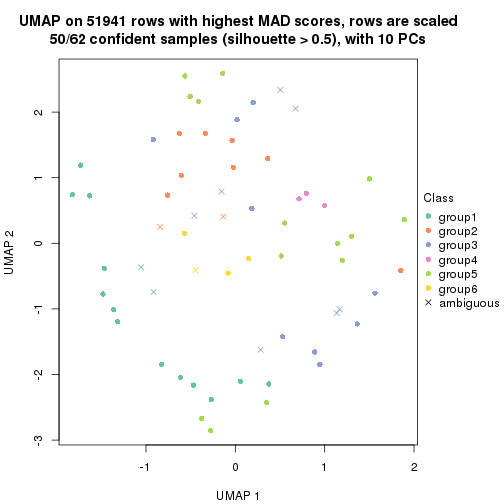 UMAP on 51941 rows with highest MAD scores, rows are scaled
50/62 confident samples (silhouette > 0.5), with 10 PCs
2
1
0
-1
-2
-3
UMAP 2
-1
0
1
2
UMAP 1
Class
group1
group2
group3
group4
group5
group6
ambiguous